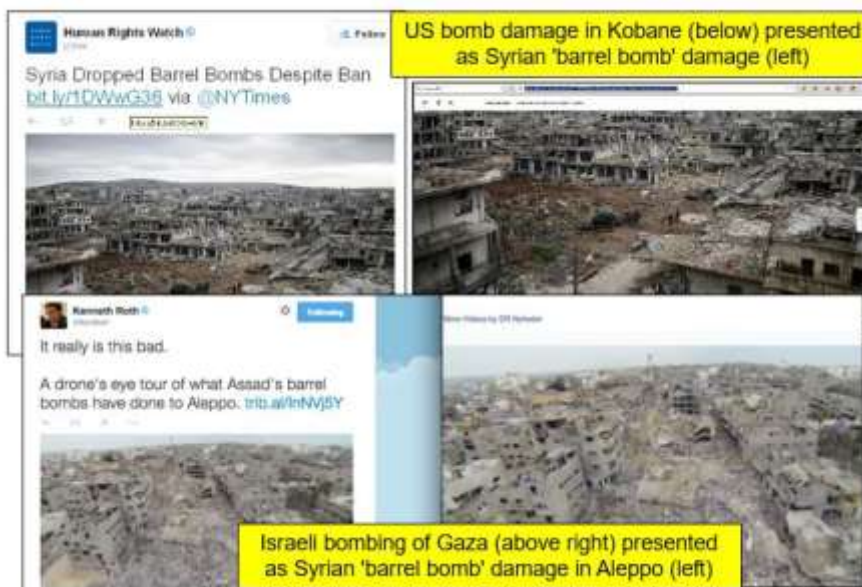 Human Rights Watch
Follow
Syria Dropped Barrel Bombs Despite Ban
bit.ly/1DWwG36 via @NYTimes
US bomb damage in Kobane (below) presented
as Syrian 'barrel bomb' damage (left)
Kenneth Roth
Following
It really is this bad.
A drone's eye tour of what Assad's barrel
bombs have done to Aleppo. trib.al/InNVj5Y
Israeli bombing of Gaza (above right) presented
as Syrian 'barrel bomb' damage in Aleppo (left)